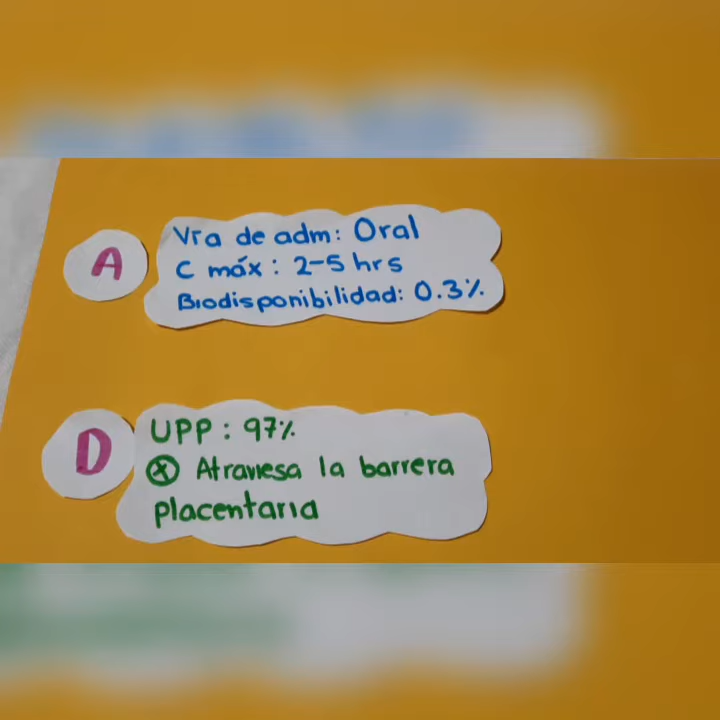 A
Vía de adm: Oral
C máx: 2-5 hrs
Biodisponibilidad: 0.3%
D
UPP: 97%
ⓧ Atraviesa la barrera
placentaria